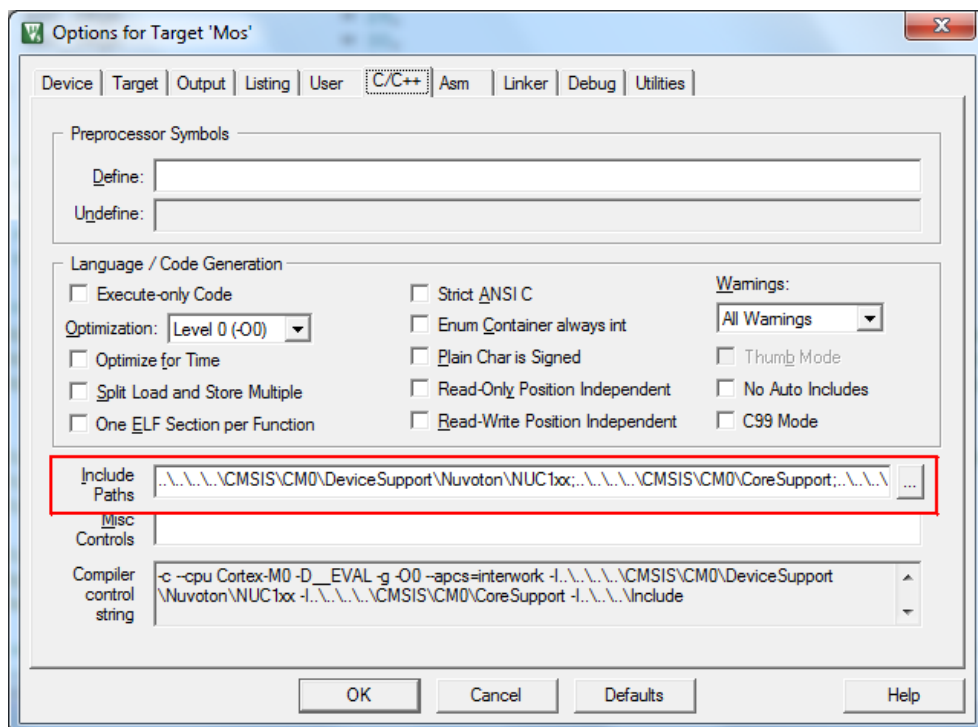 Options for Target 'Mos'
Device Target Output Listing User C/C++ Asm Linker Debug Utilities
Preprocessor Symbols
Define:
Undefine:
Language / Code Generation
Execute-only Code
Strict ANSI C
Warnings:
Optimization: Level 0 (-O0)
Enum Container always int
All Warnings
Optimize for Time
Plain Char is Signed
Thumb Mode
Split Load and Store Multiple
Read-Only Position Independent
No Auto Includes
One ELF Section per Function
Read-Write Position Independent
C99 Mode
Include
Paths
..\..\..\..\CMSIS\CM0\DeviceSupport\Nuvoton\NUC1xx;..\..\..\..\CMSIS\CM0\CoreSupport;..\..\..\
...
Misc
Controls
Compiler
control
string
-c --cpu Cortex-M0 -D__EVAL -g -O0 --apcs=interwork -I..\..\..\..\CMSIS\CM0\DeviceSupport
\Nuvoton\NUC1xx -I..\..\..\..\CMSIS\CM0\CoreSupport -I..\..\..\Include
OK Cancel Defaults Help